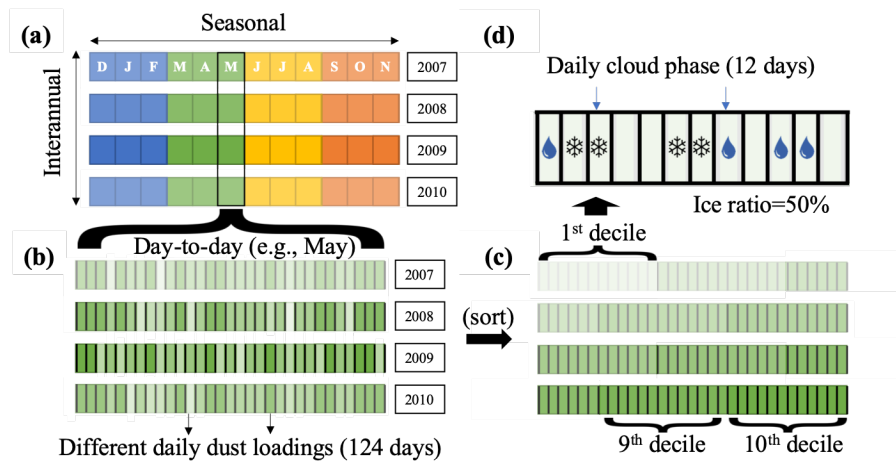 (a)
Seasonal
Interannual
D J F M A M J J A S O N
2007
2008
2009
2010
(b)
Day-to-day (e.g., May)
2007
2008
2009
2010
Different daily dust loadings (124 days)
(sort)
(d)
Daily cloud phase (12 days)
Ice ratio=50%
1st decile
(c)
9th decile
10th decile